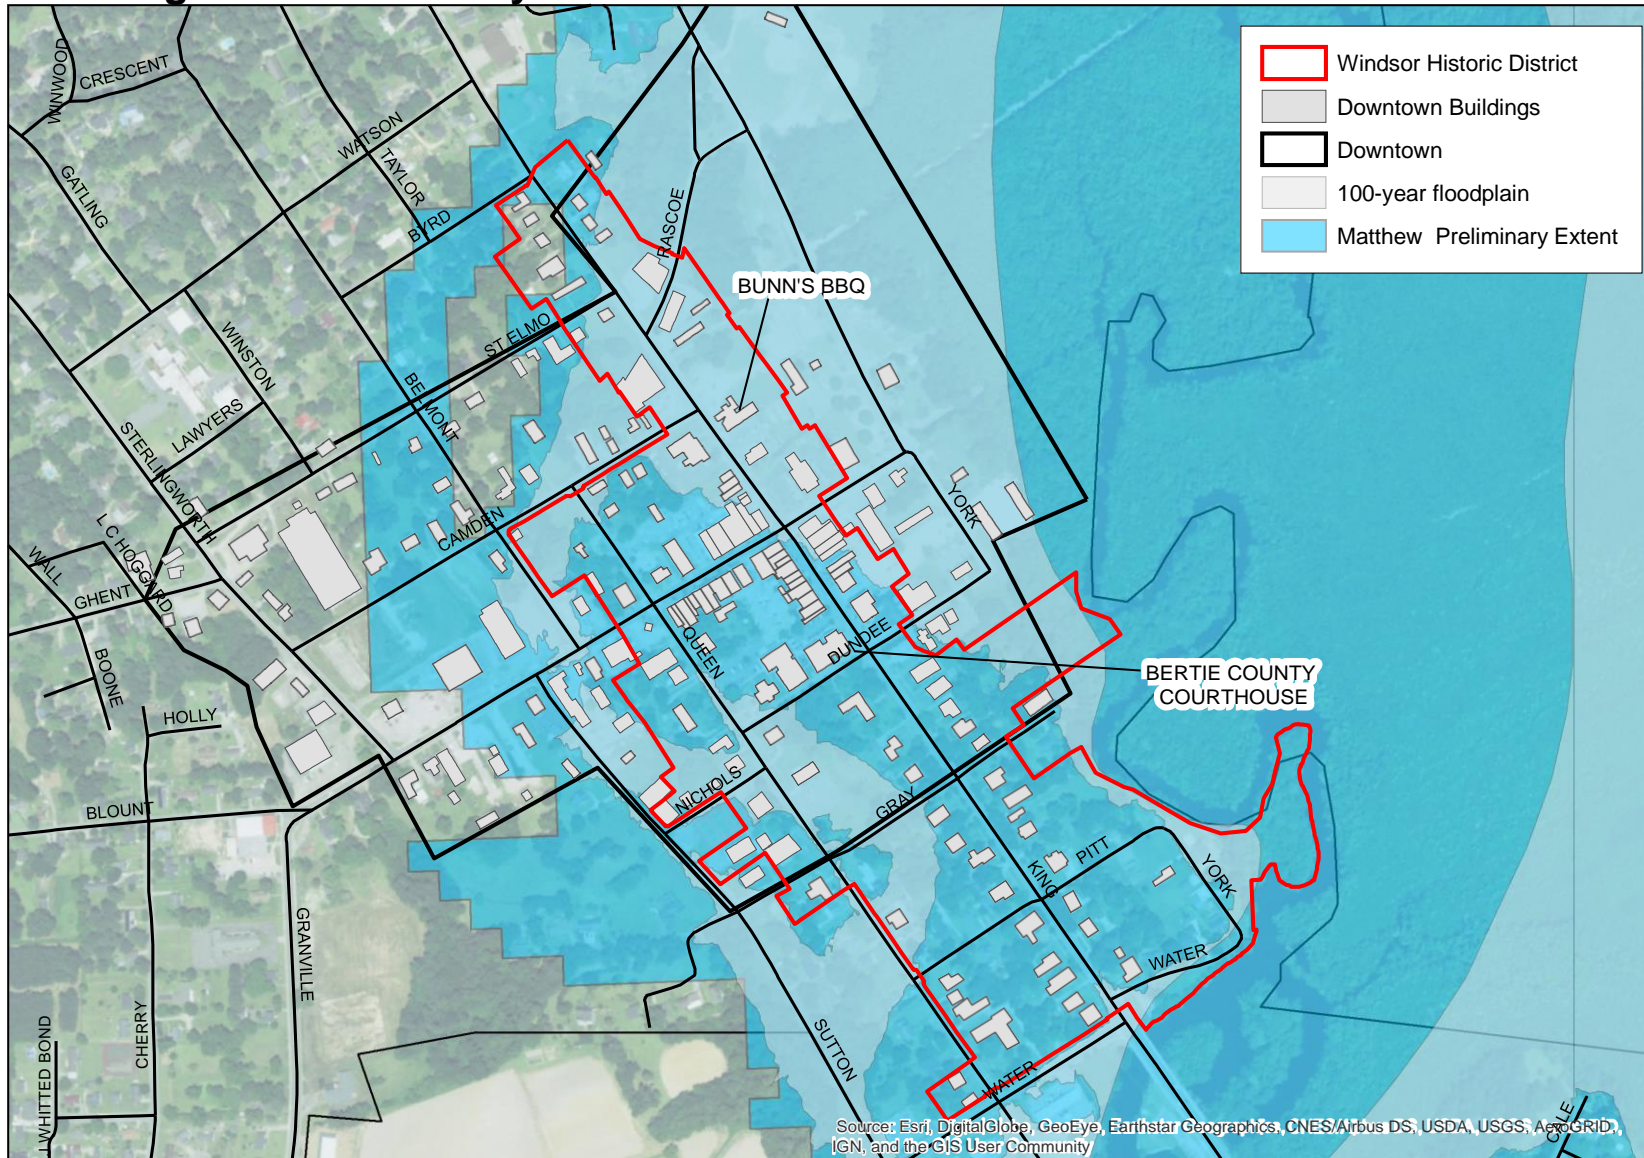 Windsor Historic District
Downtown Buildings
Downtown
100-year floodplain
Matthew Preliminary Extent
WINWOOD
CRESCENT
WATSON
TAYLOR
GATLING
BYRD
RASCOE
BUNN'S BBQ
ST ELMO
WINSTON
BELMONT
LAWYERS
STERLINGWORTH
CAMDEN
YORK
L C HOGGARD
WALL
GHENT
BOONE
QUEEN
DUNDEE
BERTIE COUNTY
COURTHOUSE
HOLLY
NICHOLS
GRAY
BLOUNT
PITT
KING
YORK
GRANVILLE
WATER
CHERRY
SUTTON
WHITTED BOND
WATER
CALE
Source: Esri, DigitalGlobe, GeoEye, Earthstar Geographics, CNES/Airbus DS, USDA, USGS, AeroGRID,
IGN, and the GIS User Community